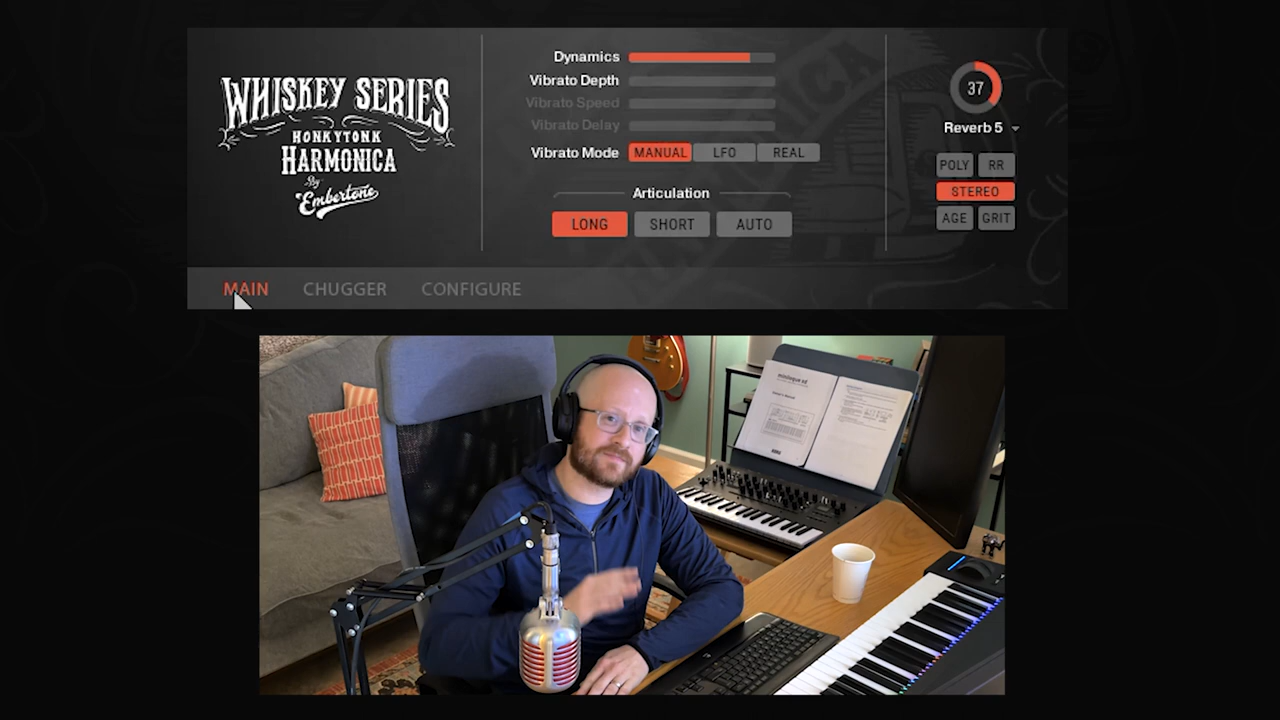 WHISKEY SERIES
HONKYTONK
HARMONICA
By
Embertone
Dynamics
Vibrato Depth
Vibrato Speed
Vibrato Delay
Vibrato Mode MANUAL LFO REAL
Articulation
LONG SHORT AUTO
37
Reverb 5
POLY RR
STEREO
AGE GRIT
MAIN CHUGGER CONFIGURE
minilogue xd
KORG